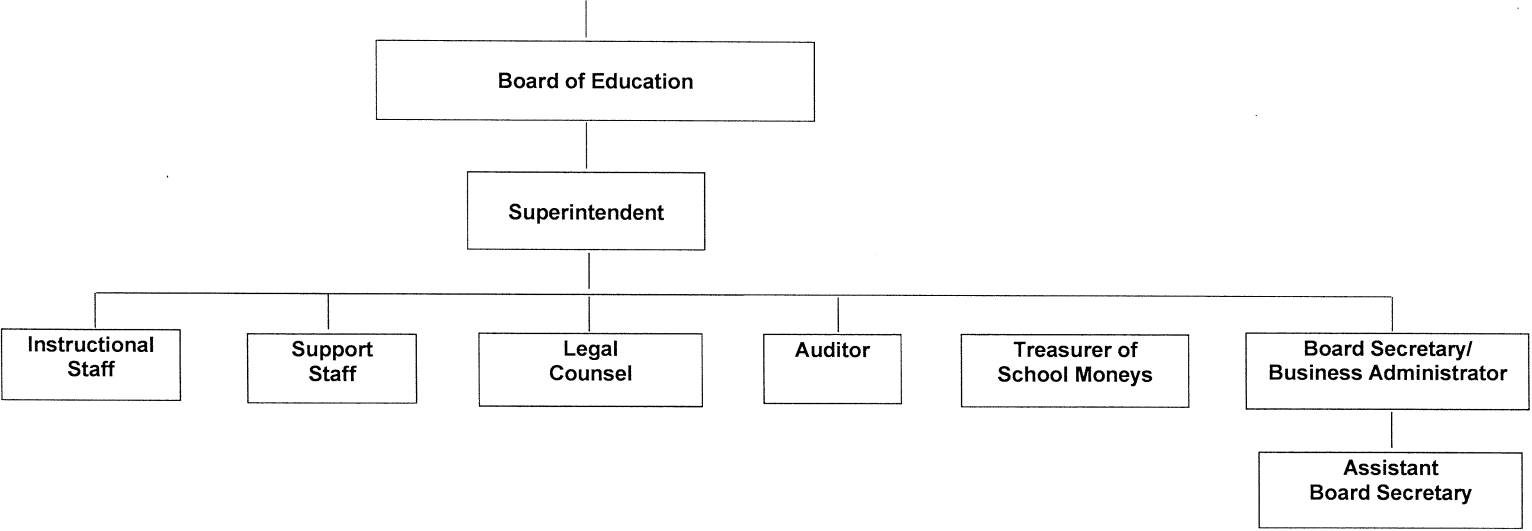 Board of Education
Superintendent
Instructional
Staff
Support
Staff
Legal
Counsel
Auditor
Treasurer of
School Moneys
Board Secretary/
Business Administrator
Assistant
Board Secretary